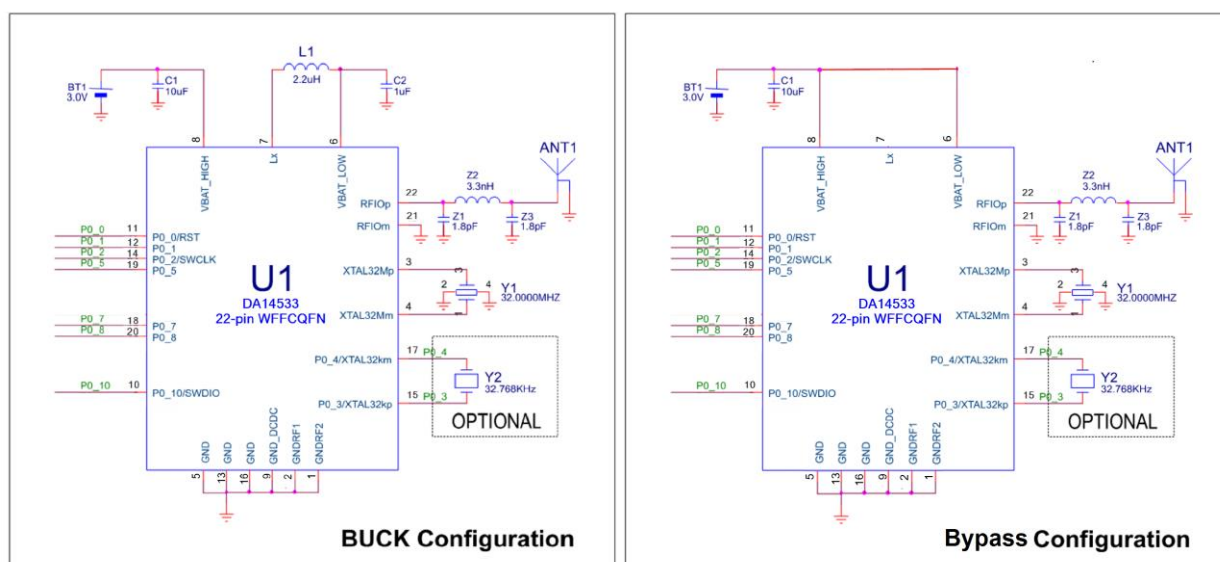 L1
2.2uH
BT1
3.0V
C1
10uF
C2
1uF
8
7
6
VBAT_HIGH
Lx
VBAT_LOW
ANT1
Z2
3.3nH
RFIOp
22
Z1
1.8pF
Z3
1.8pF
RFIOm
21
P0_0
11
P0_0/RST
P0_1
12
P0_1
P0_2
14
P0_2/SWCLK
P0_5
19
P0_5
U1
DA14533
22-pin WFFCQFN
XTAL32Mp
3
3
2
4
Y1
32.0000MHZ
XTAL32Mm
4
1
P0_7
18
P0_7
P0_8
20
P0_8
P0_4/XTAL32km
17
P0_4
Y2
32.768KHz
P0_10
10
P0_10/SWDIO
P0_3/XTAL32kp
15
P0_3
OPTIONAL
GND
GND
GND
GND_DCDC
GNDRF1
GNDRF2
5
13
16
9
2
1
BUCK Configuration
BT1
3.0V
C1
10uF
8
7
6
VBAT_HIGH
Lx
VBAT_LOW
ANT1
Z2
3.3nH
RFIOp
22
Z1
1.8pF
Z3
1.8pF
RFIOm
21
P0_0
11
P0_0/RST
P0_1
12
P0_1
P0_2
14
P0_2/SWCLK
P0_5
19
P0_5
U1
DA14533
22-pin WFFCQFN
XTAL32Mp
3
3
2
4
Y1
32.0000MHZ
XTAL32Mm
4
1
P0_7
18
P0_7
P0_8
20
P0_8
P0_4/XTAL32km
17
P0_4
Y2
32.768KHz
P0_10
10
P0_10/SWDIO
P0_3/XTAL32kp
15
P0_3
OPTIONAL
GND
GND
GND
GND_DCDC
GNDRF1
GNDRF2
5
13
16
9
2
1
Bypass Configuration